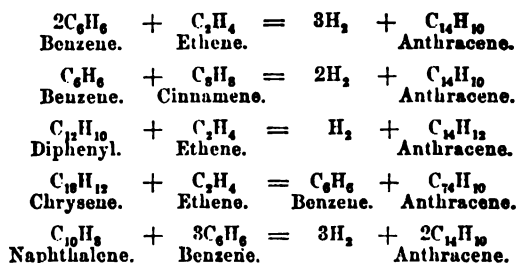 2C₆H₆ + C₂H₄ = 3H₂ + C₁₄H₁₀
Benzene. Ethene. Anthracene.
C₆H₆ + C₈H₈ = 2H₂ + C₁₄H₁₀
Benzene. Cinnamene. Anthracene.
C₁₂H₁₀ + C₂H₄ = H₂ + C₁₄H₁₂
Diphenyl. Ethene. Anthracene.
C₁₈H₁₂ + C₂H₄ = C₆H₆ + C₇₄H₁₀
Chrysene. Ethene. Benzene. Anthracene.
C₁₀H₈ + 3C₆H₆ = 3H₂ + 2C₁₄H₁₀
Naphthalene. Benzene. Anthracene.